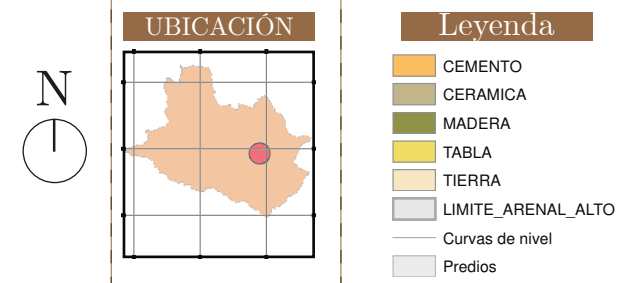 N
UBICACIÓN
Leyenda
CEMENTO
CERAMICA
MADERA
TABLA
TIERRA
LIMITE_ARENAL_ALTO
Curvas de nivel
Predios